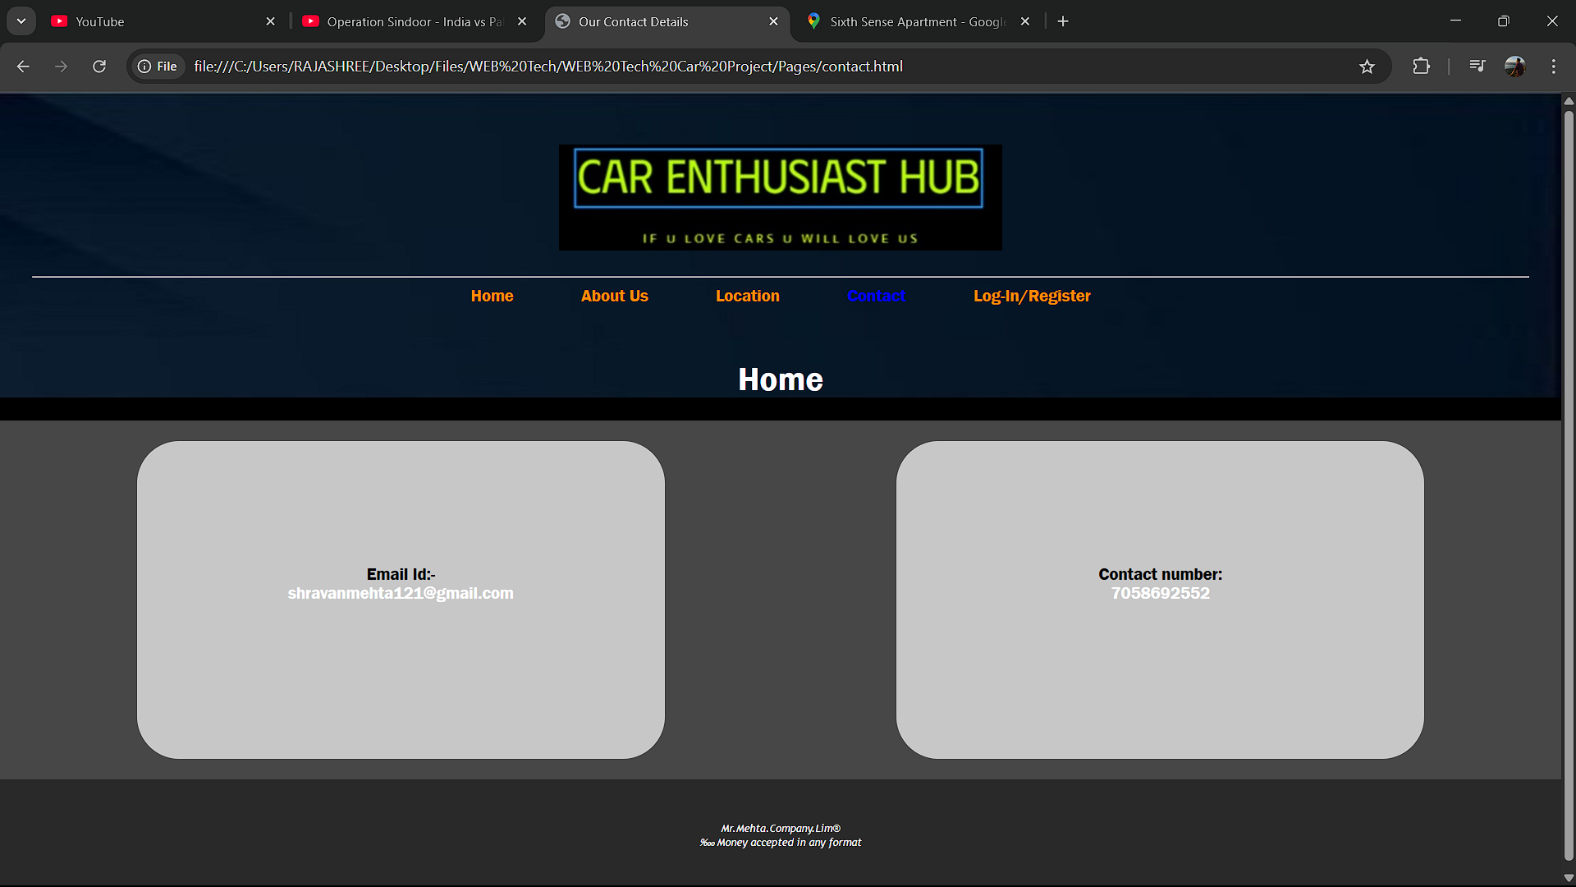 YouTube
Operation Sindoor - India vs Pa
Our Contact Details
Sixth Sense Apartment - Googl
File
file:///C:/Users/RAJASHREE/Desktop/Files/WEB%20Tech/WEB%20Tech%20Car%20Project/Pages/contact.html
CAR ENTHUSIAST HUB
IF U LOVE CARS U WILL LOVE US
Home About Us Location Contact Log-In/Register
Home
Email Id:-
shravanmehta121@gmail.com
Contact number:
7058692552
Mr.Mehta.Company.Lim®
‱ Money accepted in any format